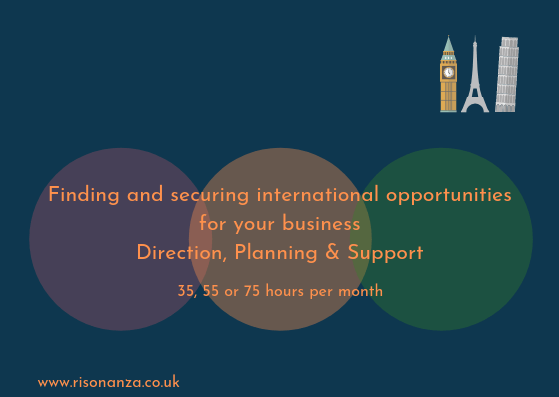 Finding and securing international opportunities
for your business
Direction, Planning & Support
35, 55 or 75 hours per month
www.risonanza.co.uk